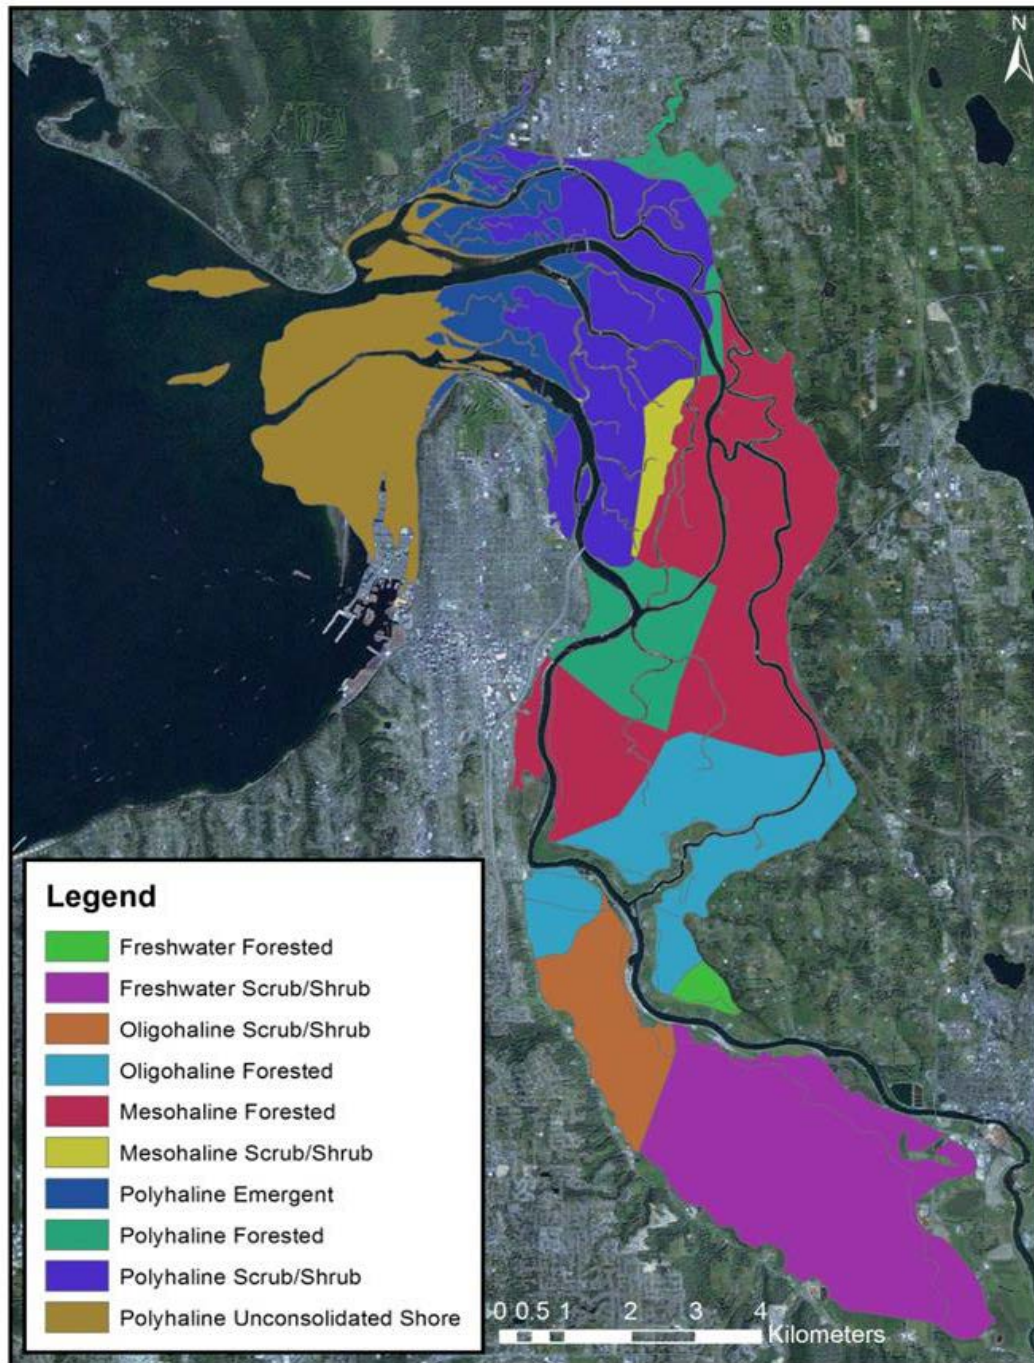 N
Legend
Freshwater Forested
Freshwater Scrub/Shrub
Oligohaline Scrub/Shrub
Oligohaline Forested
Mesohaline Forested
Mesohaline Scrub/Shrub
Polyhaline Emergent
Polyhaline Forested
Polyhaline Scrub/Shrub
Polyhaline Unconsolidated Shore
0 0.5 1 2 3 4
Kilometers